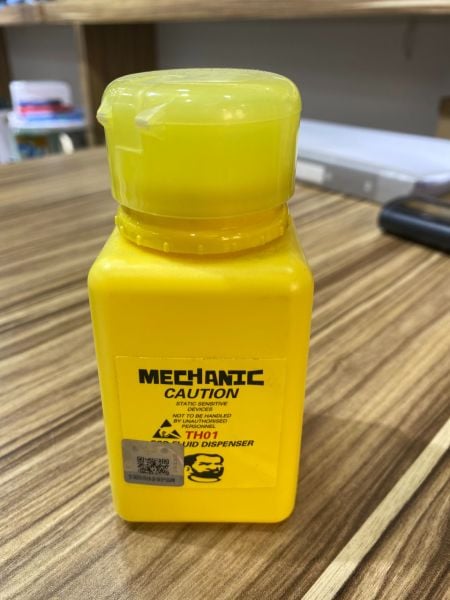 MECHANIC
CAUTION
STATIC SENSITIVE
DEVICES
NOT TO BE HANDLED
BY UNAUTHORISED
PERSONNEL
TH01
FLUID DISPENSER